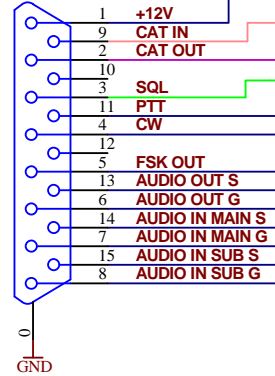 1 +12V
9 CAT IN
2 CAT OUT
10
3 SQL
11 PTT
4 CW
12
5 FSK OUT
13 AUDIO OUT S
6 AUDIO OUT G
14 AUDIO IN MAIN S
7 AUDIO IN MAIN G
15 AUDIO IN SUB S
8 AUDIO IN SUB G
0
GND